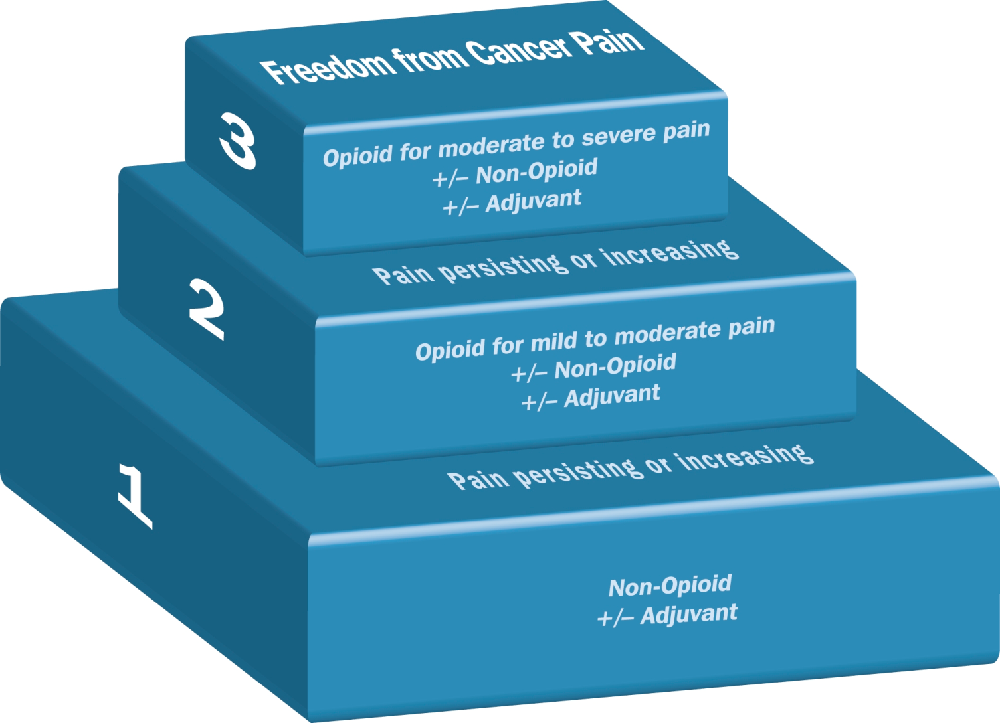 Freedom from Cancer Pain
3
Opioid for moderate to severe pain
+/– Non-Opioid
+/– Adjuvant
Pain persisting or increasing
2
Opioid for mild to moderate pain
+/– Non-Opioid
+/– Adjuvant
Pain persisting or increasing
1
Non-Opioid
+/– Adjuvant